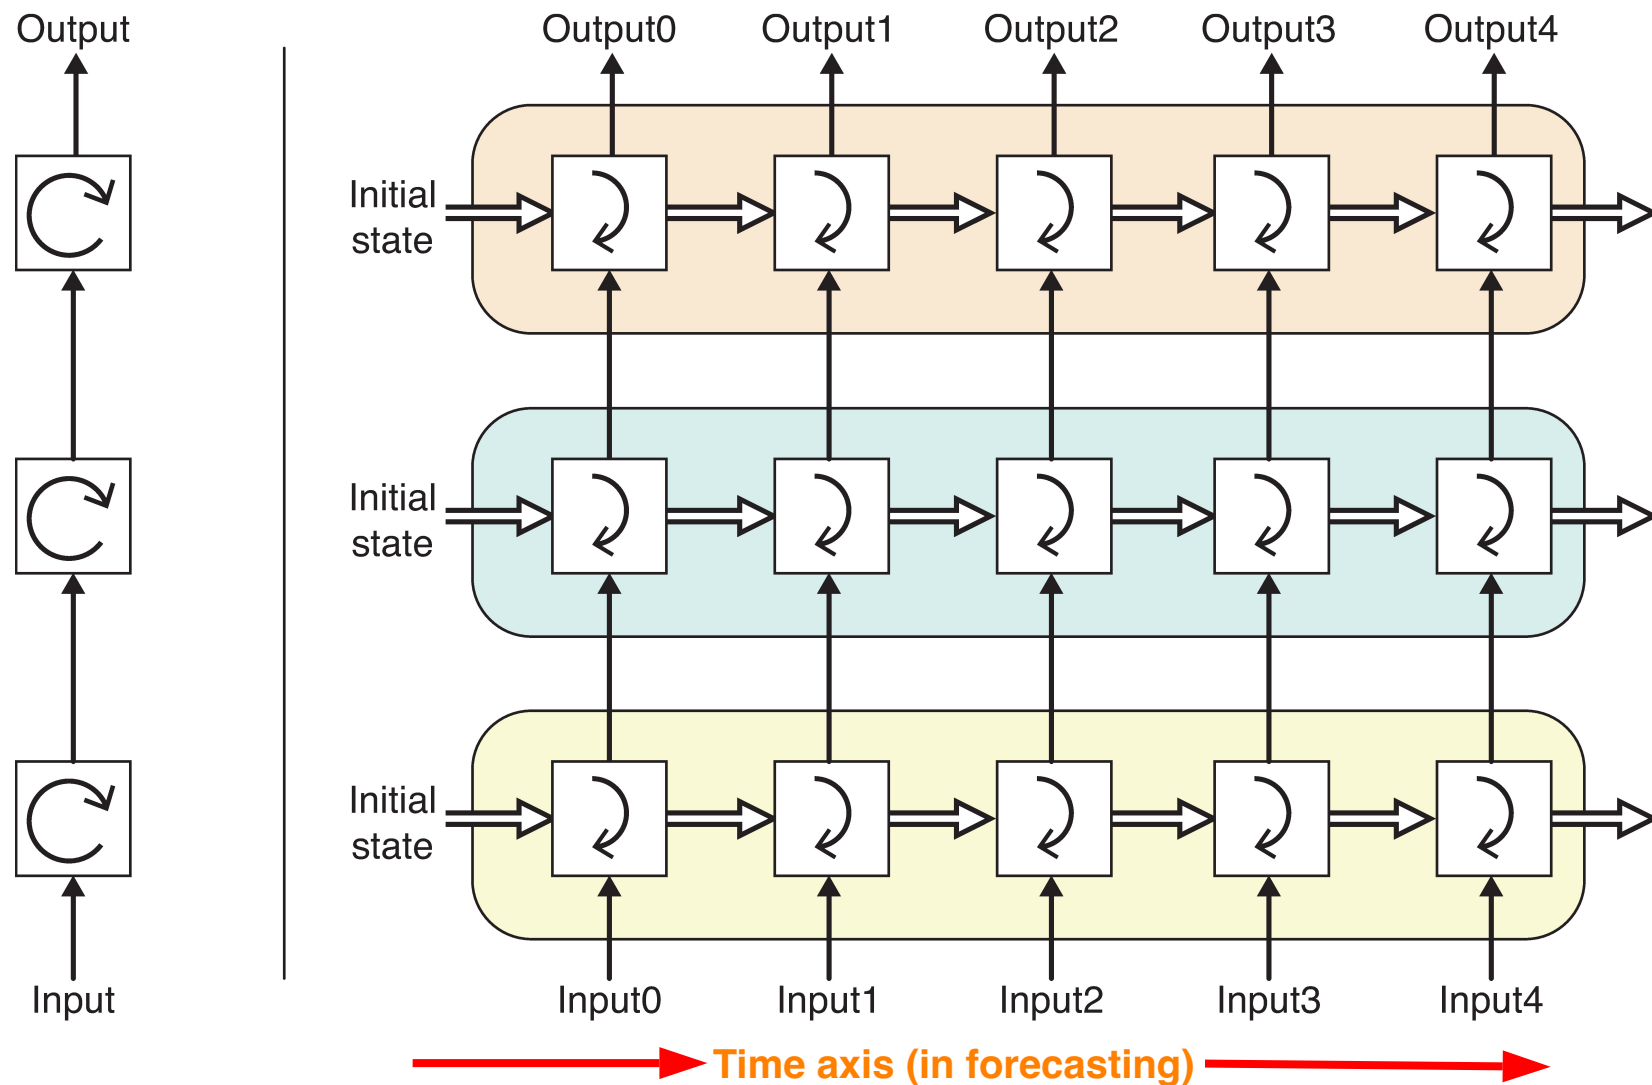 Output
Output0
Output1
Output2
Output3
Output4
Initial
state
Initial
state
Initial
state
Input
Input0
Input1
Input2
Input3
Input4
Time axis (in forecasting)